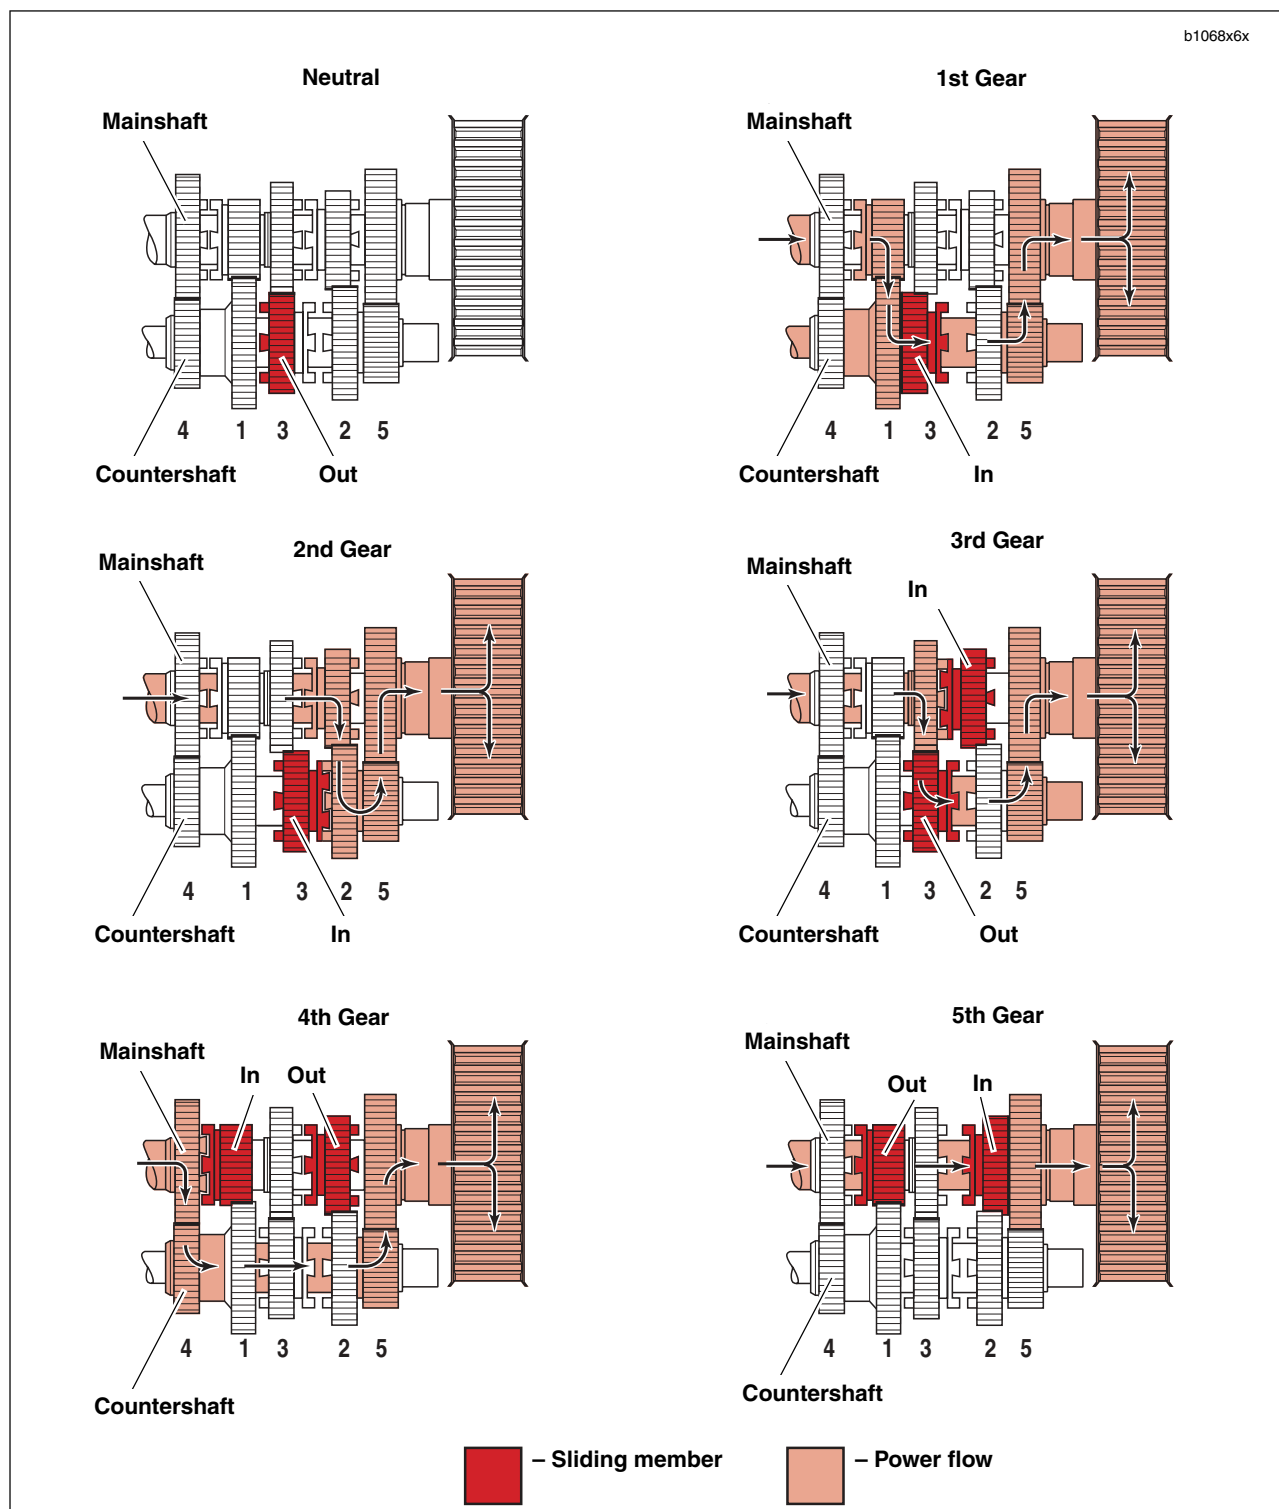 b1068x6x
Neutral
Mainshaft
4 1 3 2 5
Countershaft Out
1st Gear
Mainshaft
4 1 3 2 5
Countershaft In
2nd Gear
Mainshaft
4 1 3 2 5
Countershaft In
3rd Gear
Mainshaft
In
4 1 3 2 5
Countershaft Out
4th Gear
Mainshaft
In Out
4 1 3 2 5
Countershaft
5th Gear
Mainshaft
Out In
4 1 3 2 5
Countershaft
– Sliding member
– Power flow